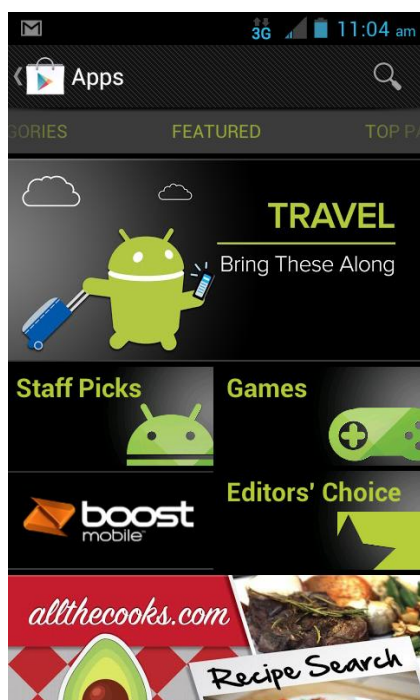 3G
11:04 am
Apps
GORIES
FEATURED
TOP PA
TRAVEL
Bring These Along
Staff Picks
Games
boost
mobile
Editors' Choice
allthecooks.com
Recipe Search